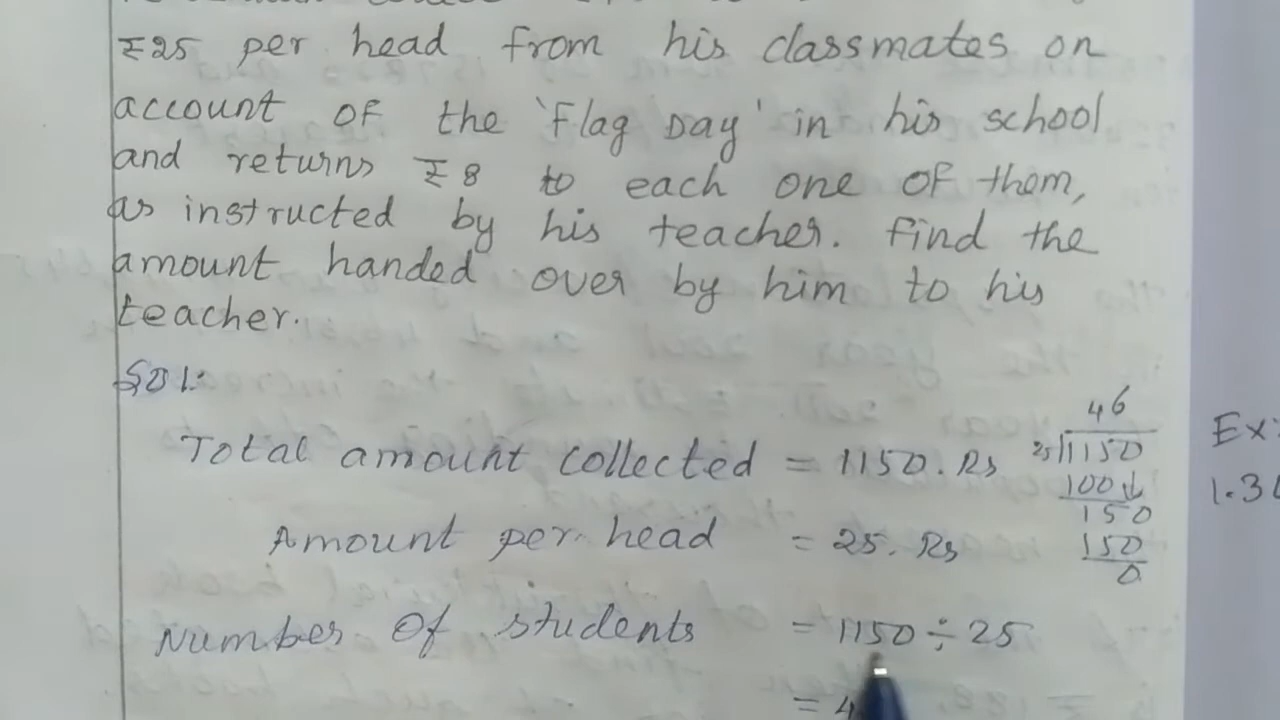 ₹25 per head from his classmates on
account of the 'Flag Day' in his school
and returns ₹8 to each one of them,
as instructed by his teacher. Find the
amount handed over by him to his
teacher.
Sol:
Total amount collected = 1150. Rs
Amount per head = 25. Rs
Number of students = 1150 ÷ 25
= 4
46
25 1150
100↓
150
150
0
Ex:
1.3